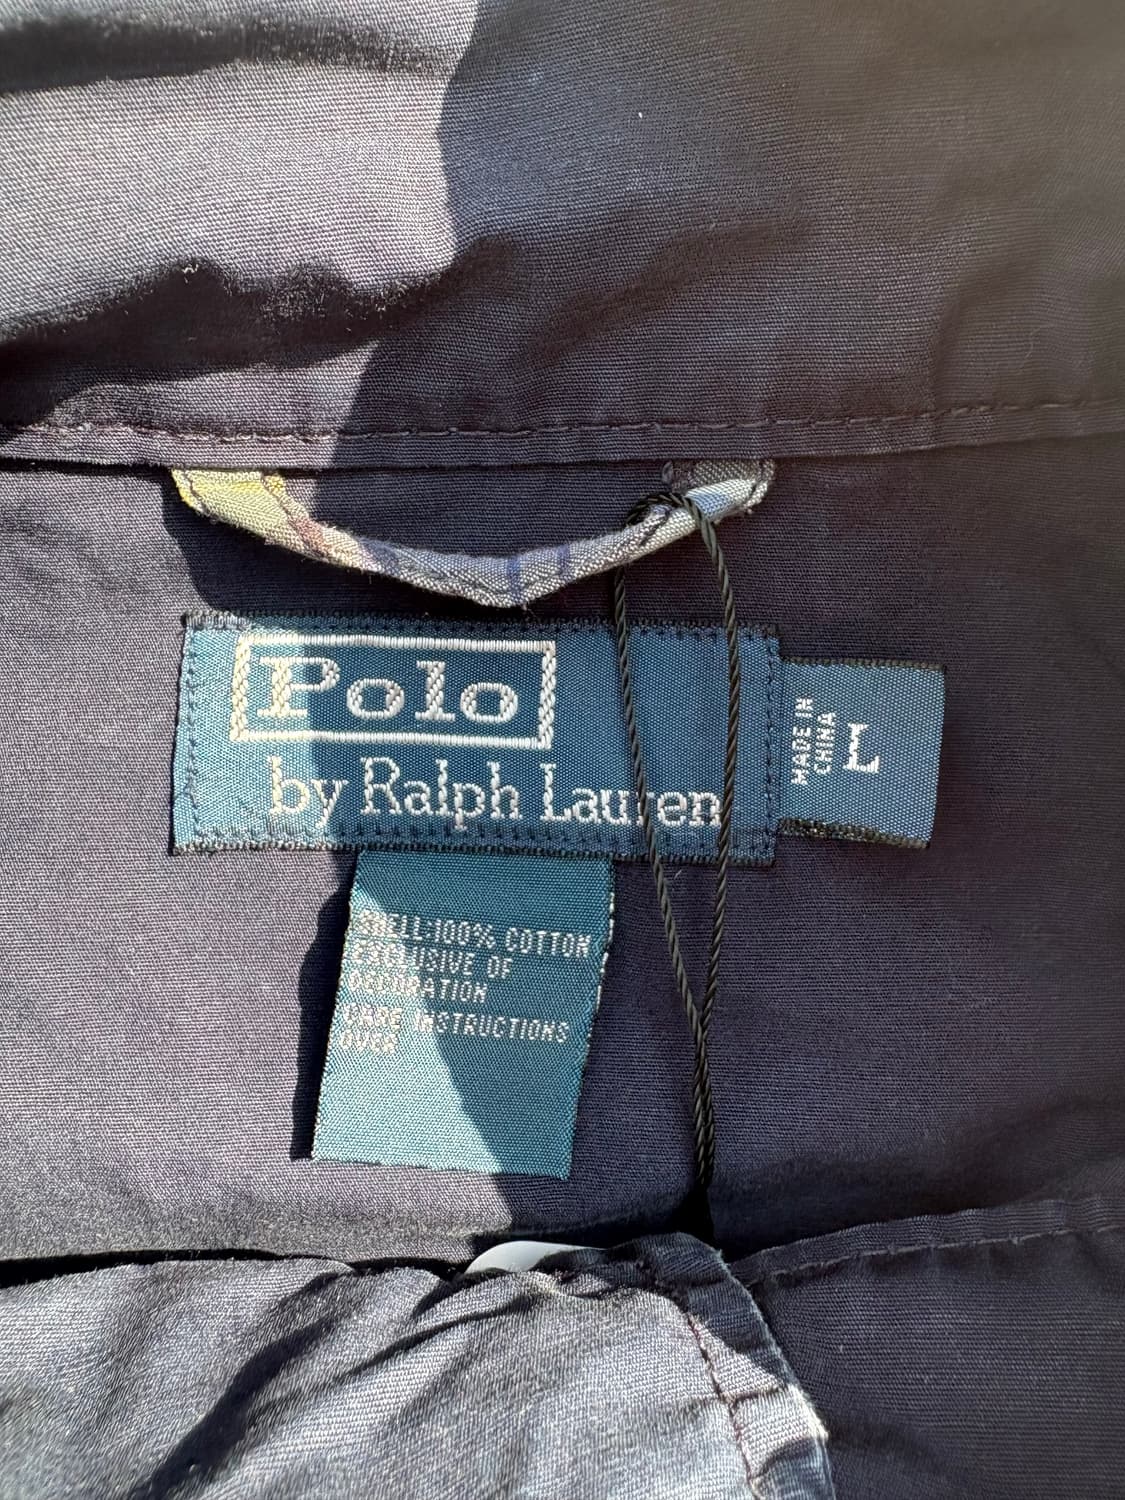 Polo
by Ralph Lauren
MADE IN
CHINA
L
SHELL:100% COTTON
EXCLUSIVE OF
DECORATION
CARE INSTRUCTIONS
OVER